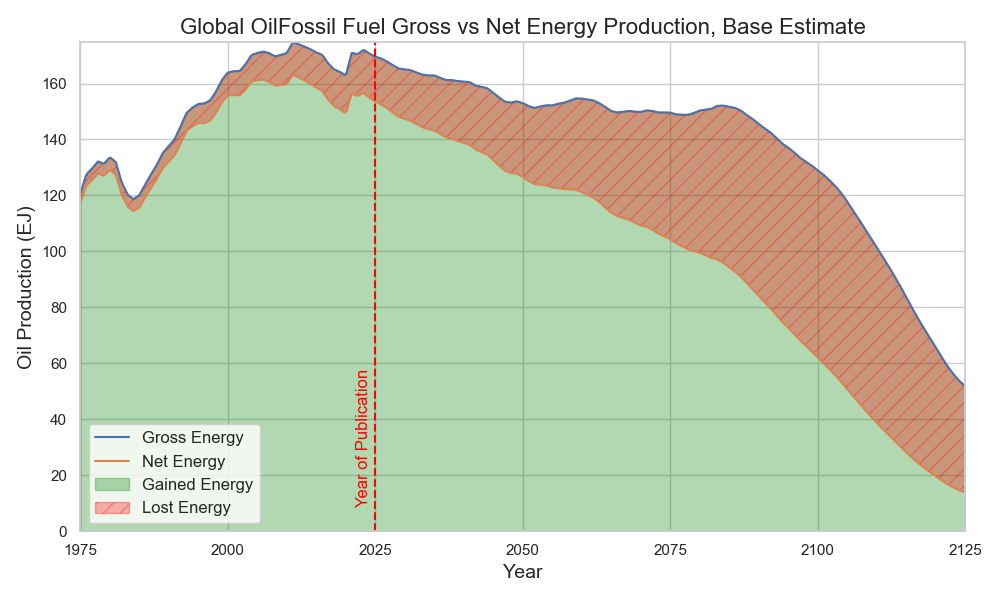 Global OilFossil Fuel Gross vs Net Energy Production, Base Estimate
Oil Production (EJ)
160
140
120
100
80
60
40
20
0
Year of Publication
Gross Energy
Net Energy
Gained Energy
Lost Energy
1975 2000 2025 2050 2075 2100 2125
Year